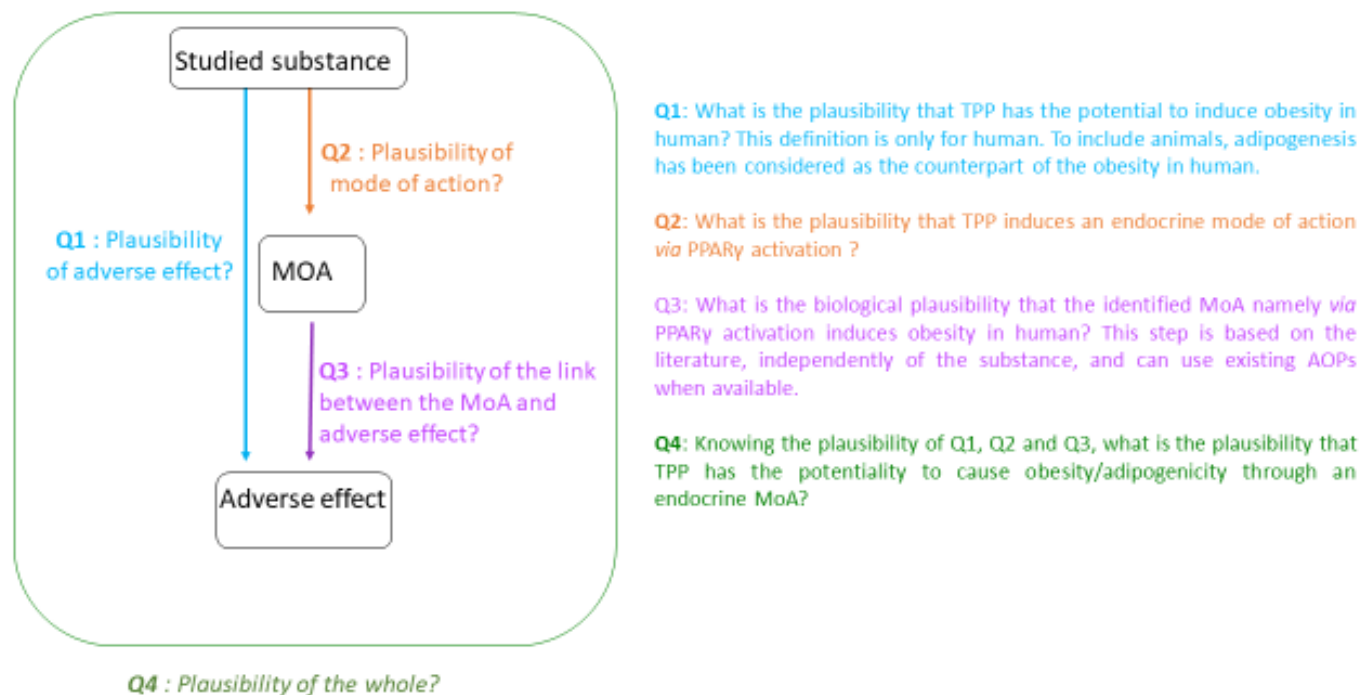 Studied substance
Q2 : Plausibility of
mode of action?
Q1 : Plausibility
of adverse effect?
MOA
Q3 : Plausibility of the link
between the MoA and
adverse effect?
Adverse effect
Q4 : Plausibility of the whole?
Q1: What is the plausibility that TPP has the potential to induce obesity in
human? This definition is only for human. To include animals, adipogenesis
has been considered as the counterpart of the obesity in human.
Q2: What is the plausibility that TPP induces an endocrine mode of action
via PPARγ activation ?
Q3: What is the biological plausibility that the identified MoA namely via
PPARγ activation induces obesity in human? This step is based on the
literature, independently of the substance, and can use existing AOPs
when available.
Q4: Knowing the plausibility of Q1, Q2 and Q3, what is the plausibility that
TPP has the potentiality to cause obesity/adipogenicity through an
endocrine MoA?